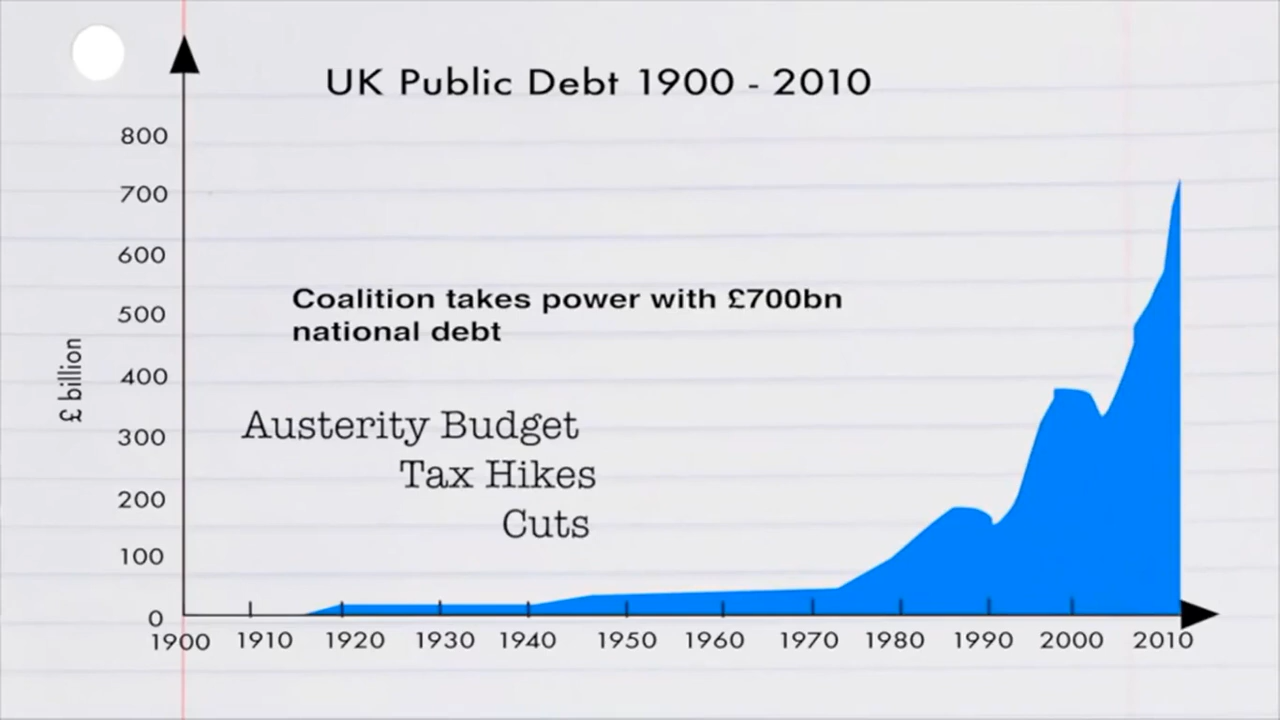 UK Public Debt 1900 - 2010
800
700
600
500
400
300
200
100
0
£ billion
Coalition takes power with £700bn
national debt
Austerity Budget
Tax Hikes
Cuts
1900 1910 1920 1930 1940 1950 1960 1970 1980 1990 2000 2010